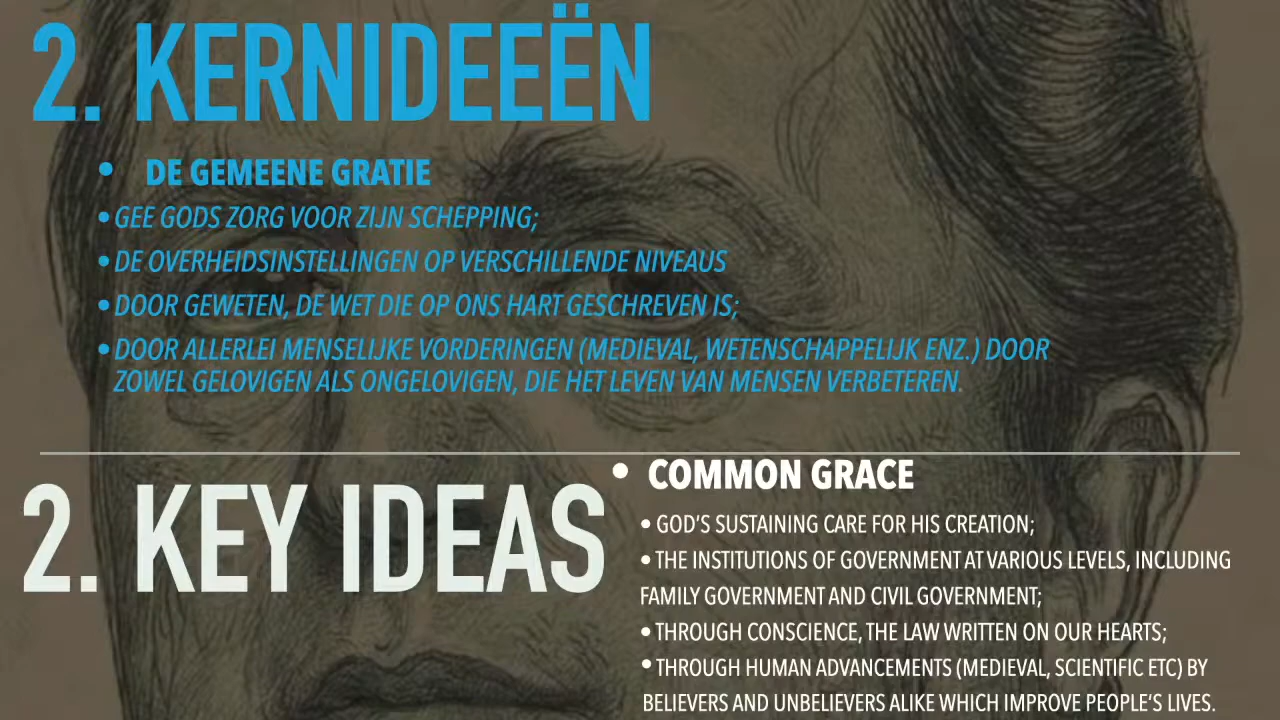 2. KERNIDEEËN
• DE GEMEENE GRATIE
• GEE GODS ZORG VOOR ZIJN SCHEPPING;
• DE OVERHEIDSINSTELLINGEN OP VERSCHILLENDE NIVEAUS
• DOOR GEWETEN, DE WET DIE OP ONS HART GESCHREVEN IS;
• DOOR ALLERLEI MENSELIJKE VORDERINGEN (MEDIEVAL, WETENSCHAPPELIJK ENZ.) DOOR
ZOWEL GELOVIGEN ALS ONGELOVIGEN, DIE HET LEVEN VAN MENSEN VERBETEREN.
2. KEY IDEAS
• COMMON GRACE
• GOD'S SUSTAINING CARE FOR HIS CREATION;
• THE INSTITUTIONS OF GOVERNMENT AT VARIOUS LEVELS, INCLUDING
FAMILY GOVERNMENT AND CIVIL GOVERNMENT;
• THROUGH CONSCIENCE, THE LAW WRITTEN ON OUR HEARTS;
• THROUGH HUMAN ADVANCEMENTS (MEDIEVAL, SCIENTIFIC ETC) BY
BELIEVERS AND UNBELIEVERS ALIKE WHICH IMPROVE PEOPLE'S LIVES.